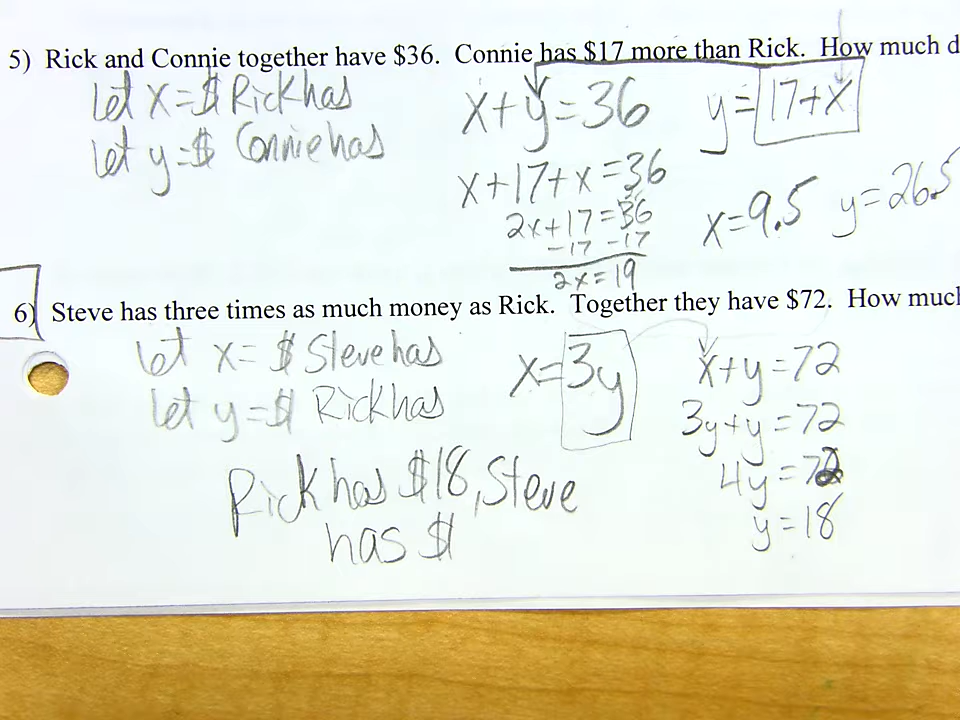 5) Rick and Connie together have $36. Connie has $17 more than Rick. How much d
let x=$ Rick has
let y=$ Connie has
x+y=36
y=17+x
x+17+x=36
2x+17=36
-17 -17
2x=19
x=9.5 y=26.5
6) Steve has three times as much money as Rick. Together they have $72. How much
let x=$ Steve has
let y=$ Rick has
x=3y
x+y=72
3y+y=72
4y=72
y=18
Rick has $18, Steve
has $